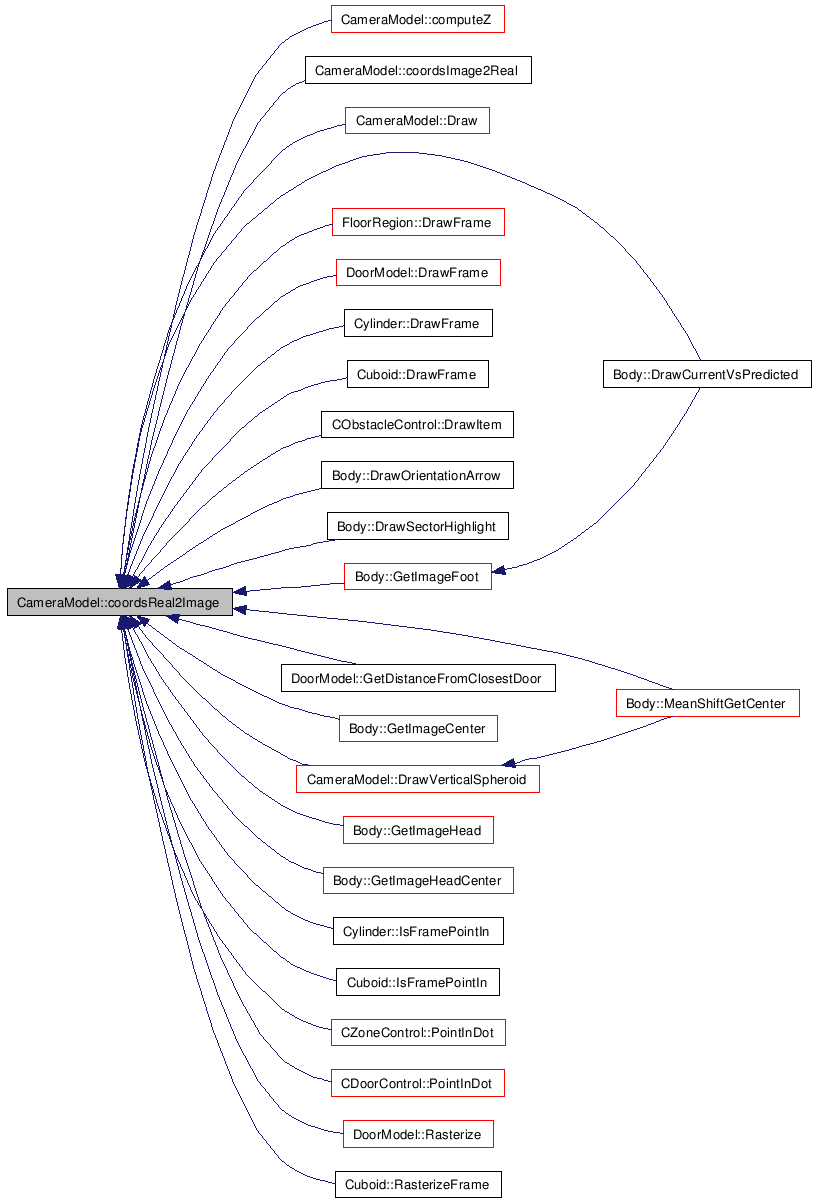 CameraModel::computeZ
CameraModel::coordsImage2Real
CameraModel::Draw
FloorRegion::DrawFrame
DoorModel::DrawFrame
Cylinder::DrawFrame
Cuboid::DrawFrame
Body::DrawCurrentVsPredicted
CObstacleControl::DrawItem
Body::DrawOrientationArrow
Body::DrawSectorHighlight
Body::GetImageFoot
CameraModel::coordsReal2Image
DoorModel::GetDistanceFromClosestDoor
Body::MeanShiftGetCenter
Body::GetImageCenter
CameraModel::DrawVerticalSpheroid
Body::GetImageHead
Body::GetImageHeadCenter
Cylinder::IsFramePointIn
Cuboid::IsFramePointIn
CZoneControl::PointInDot
CDoorControl::PointInDot
DoorModel::Rasterize
Cuboid::RasterizeFrame